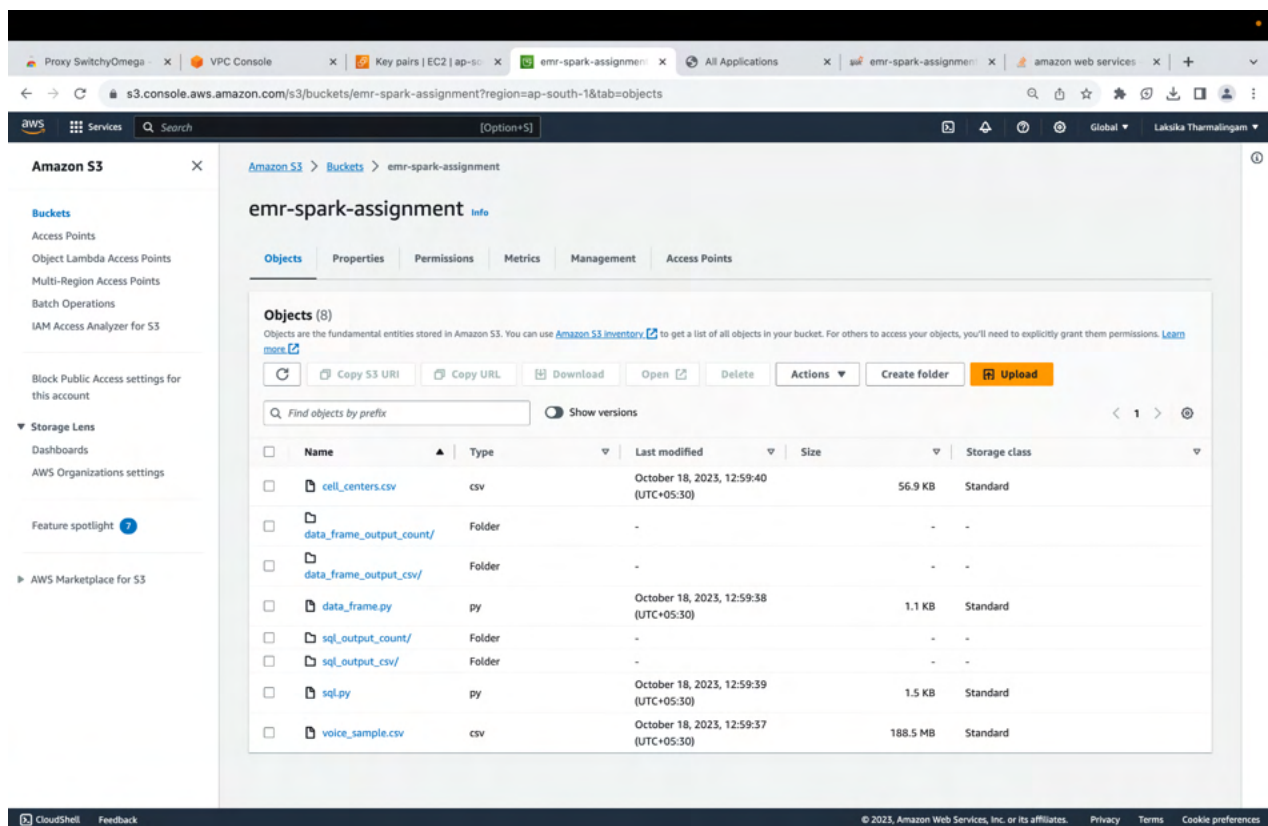 Proxy SwitchyOmega
VPC Console
Key pairs | EC2 | ap-so
emr-spark-assignmen
All Applications
emr-spark-assignmen
amazon web services
s3.console.aws.amazon.com/s3/buckets/emr-spark-assignment?region=ap-south-1&tab=objects
aws Services Search [Option+S] Global Laksika Tharmalingam
Amazon S3
Buckets
Access Points
Object Lambda Access Points
Multi-Region Access Points
Batch Operations
IAM Access Analyzer for S3
Block Public Access settings for
this account
Storage Lens
Dashboards
AWS Organizations settings
Feature spotlight 7
AWS Marketplace for S3
Amazon S3 > Buckets > emr-spark-assignment
emr-spark-assignment Info
Objects Properties Permissions Metrics Management Access Points
Objects (8)
Objects are the fundamental entities stored in Amazon S3. You can use Amazon S3 inventory to get a list of all objects in your bucket. For others to access your objects, you'll need to explicitly grant them permissions. Learn
more
Copy S3 URI Copy URL Download Open Delete Actions Create folder Upload
Find objects by prefix Show versions 1
Name Type Last modified Size Storage class
cell_centers.csv csv October 18, 2023, 12:59:40 (UTC+05:30) 56.9 KB Standard
data_frame_output_count/ Folder - - -
data_frame_output_csv/ Folder - - -
data_frame.py py October 18, 2023, 12:59:38 (UTC+05:30) 1.1 KB Standard
sql_output_count/ Folder - - -
sql_output_csv/ Folder - - -
sql.py py October 18, 2023, 12:59:39 (UTC+05:30) 1.5 KB Standard
voice_sample.csv csv October 18, 2023, 12:59:37 (UTC+05:30) 188.5 MB Standard
CloudShell Feedback © 2023, Amazon Web Services, Inc. or its affiliates. Privacy Terms Cookie preferences